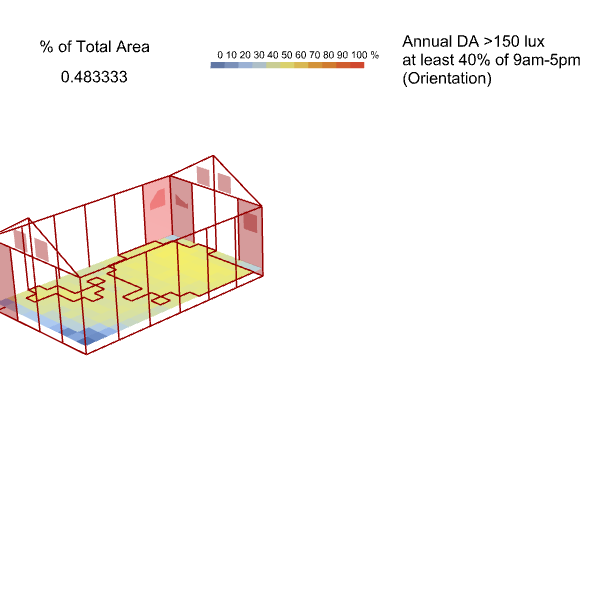 % of Total Area
0.483333
0 10 20 30 40 50 60 70 80 90 100 %
Annual DA >150 lux
at least 40% of 9am-5pm
(Orientation)